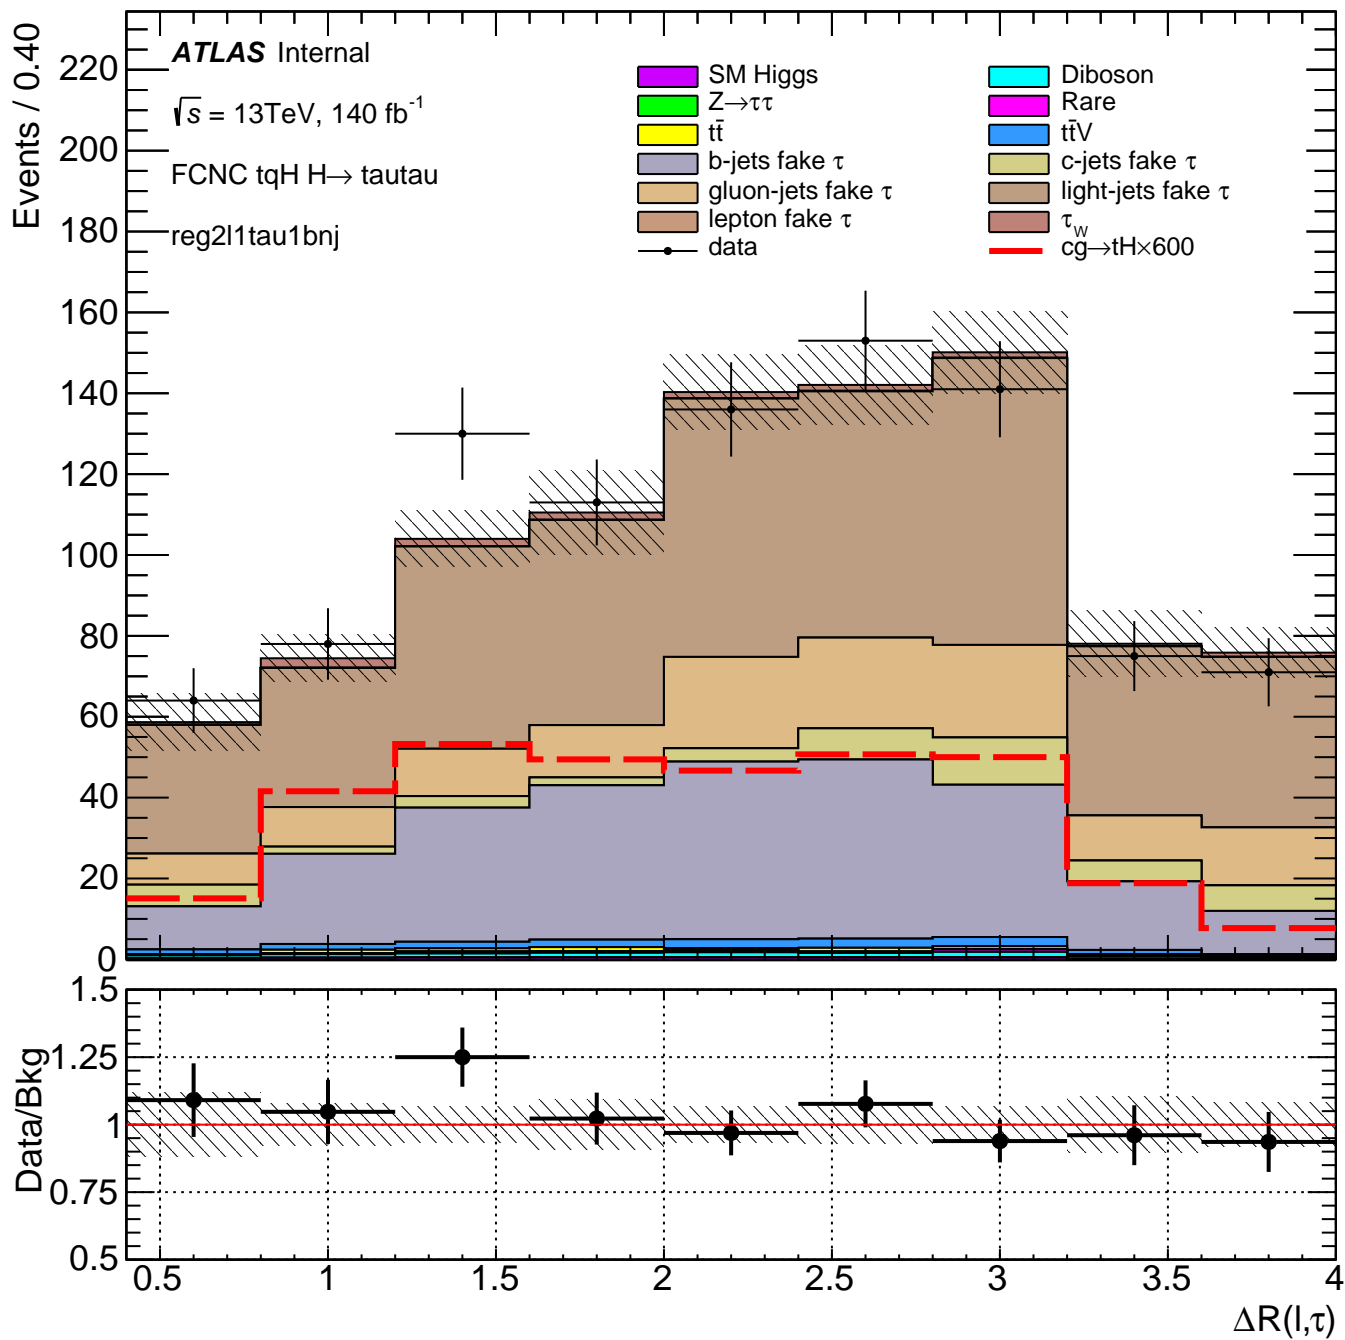 Events / 0.40
220
200
180
160
140
120
100
80
60
40
20
0
ATLAS Internal
√s = 13TeV, 140 fb⁻¹
FCNC tqH H→ tautau
reg2l1tau1bnj
SM Higgs
Z→ττ
tt̄
b-jets fake τ
gluon-jets fake τ
lepton fake τ
data
Diboson
Rare
tt̄V
c-jets fake τ
light-jets fake τ
τ_W
cg→tH×600
Data/Bkg
1.5
1.25
1
0.75
0.5
0.5 1 1.5 2 2.5 3 3.5 4
ΔR(l,τ)